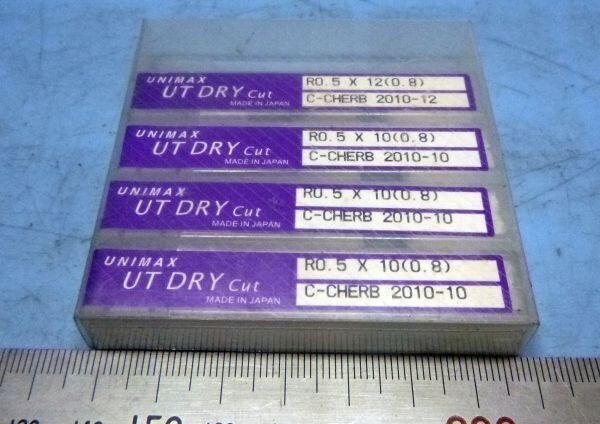 UNIMAX
UT DRY Cut
MADE IN JAPAN
R0.5 X 12(0.8)
C-CHERB 2010-12
UNIMAX
UT DRY Cut
MADE IN JAPAN
R0.5 X 10(0.8)
C-CHERB 2010-10
UNIMAX
UT DRY Cut
MADE IN JAPAN
R0.5 X 10(0.8)
C-CHERB 2010-10
UNIMAX
UT DRY Cut
MADE IN JAPAN
R0.5 X 10(0.8)
C-CHERB 2010-10